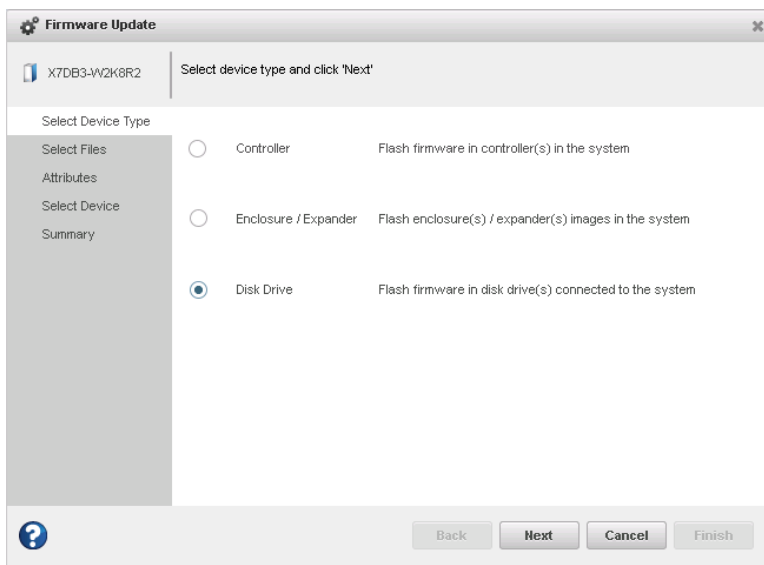 Firmware Update
X7DB3-W2K8R2
Select device type and click 'Next'
Select Device Type
Select Files
Attributes
Select Device
Summary
Controller Flash firmware in controller(s) in the system
Enclosure / Expander Flash enclosure(s) / expander(s) images in the system
Disk Drive Flash firmware in disk drive(s) connected to the system
? Back Next Cancel Finish